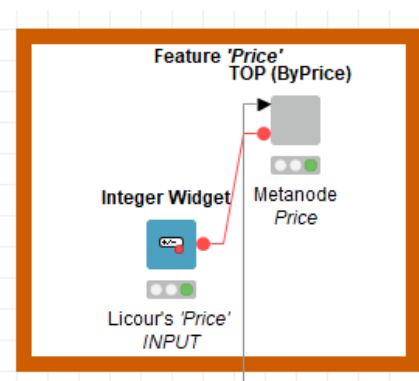 Feature 'Price'
TOP (ByPrice)
Integer Widget
Metanode
Price
Licour's 'Price'
INPUT